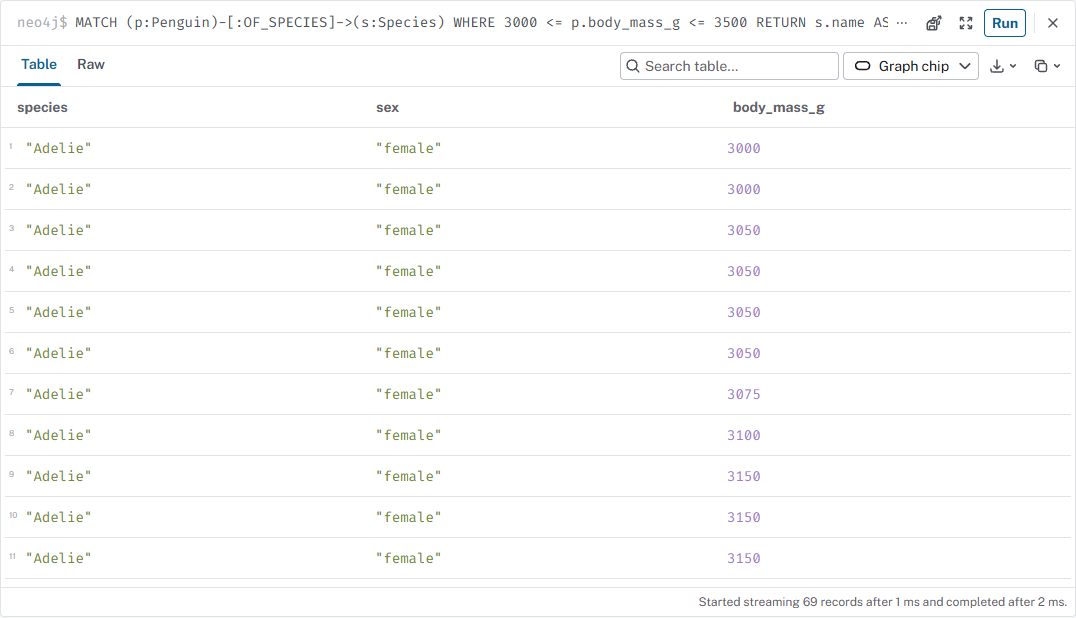 neo4j$ MATCH (p:Penguin)-[:OF_SPECIES]->(s:Species) WHERE 3000 <= p.body_mass_g <= 3500 RETURN s.name AS ⋯ Run
Table Raw Search table... Graph chip
species sex body_mass_g
1 "Adelie" "female" 3000
2 "Adelie" "female" 3000
3 "Adelie" "female" 3050
4 "Adelie" "female" 3050
5 "Adelie" "female" 3050
6 "Adelie" "female" 3050
7 "Adelie" "female" 3075
8 "Adelie" "female" 3100
9 "Adelie" "female" 3150
10 "Adelie" "female" 3150
11 "Adelie" "female" 3150
Started streaming 69 records after 1 ms and completed after 2 ms.